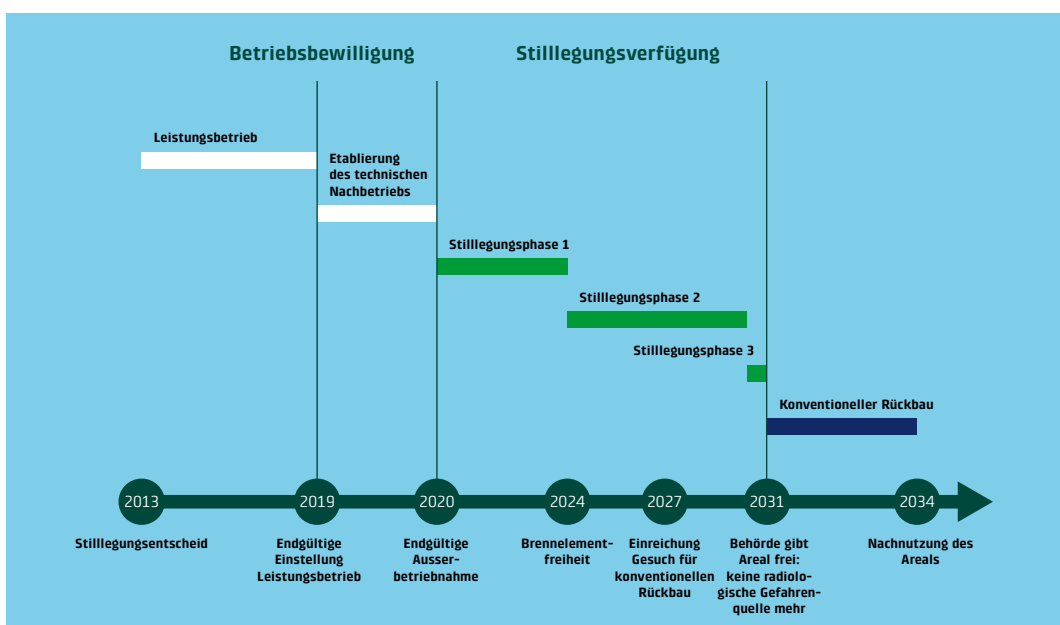 Betriebsbewilligung
Stilllegungsverfügung
Leistungsbetrieb
Etablierung
des technischen
Nachbetriebs
Stilllegungsphase 1
Stilllegungsphase 2
Stilllegungsphase 3
Konventioneller Rückbau
2013
2019
2020
2024
2027
2031
2034
Stilllegungsentscheid
Endgültige
Einstellung
Leistungsbetrieb
Endgültige
Ausser-
betriebnahme
Brennelement-
freiheit
Einreichung
Gesuch für
konventionellen
Rückbau
Behörde gibt
Areal frei:
keine radiolo-
gische Gefahren-
quelle mehr
Nachnutzung des
Areals